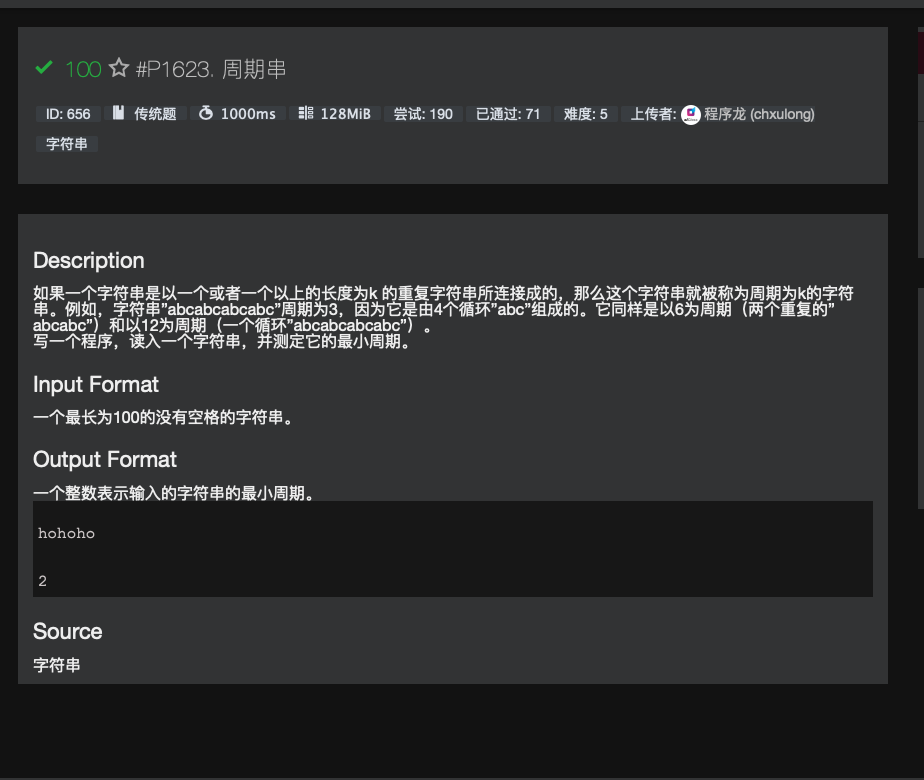 100 #P1623. 周期串
ID: 656 传统题 1000ms 128MiB 尝试: 190 已通过: 71 难度: 5 上传者: 程序龙 (chxulong)
字符串
Description
如果一个字符串是以一个或者一个以上的长度为k 的重复字符串所连接成的，那么这个字符串就被称为周期为k的字符
串。例如，字符串”abcabcabcabc”周期为3，因为它是由4个循环”abc”组成的。它同样是以6为周期（两个重复的”
abcabc”）和以12为周期（一个循环”abcabcabcabc”）。
写一个程序，读入一个字符串，并测定它的最小周期。
Input Format
一个最长为100的没有空格的字符串。
Output Format
一个整数表示输入的字符串的最小周期。
hohoho
2
Source
字符串